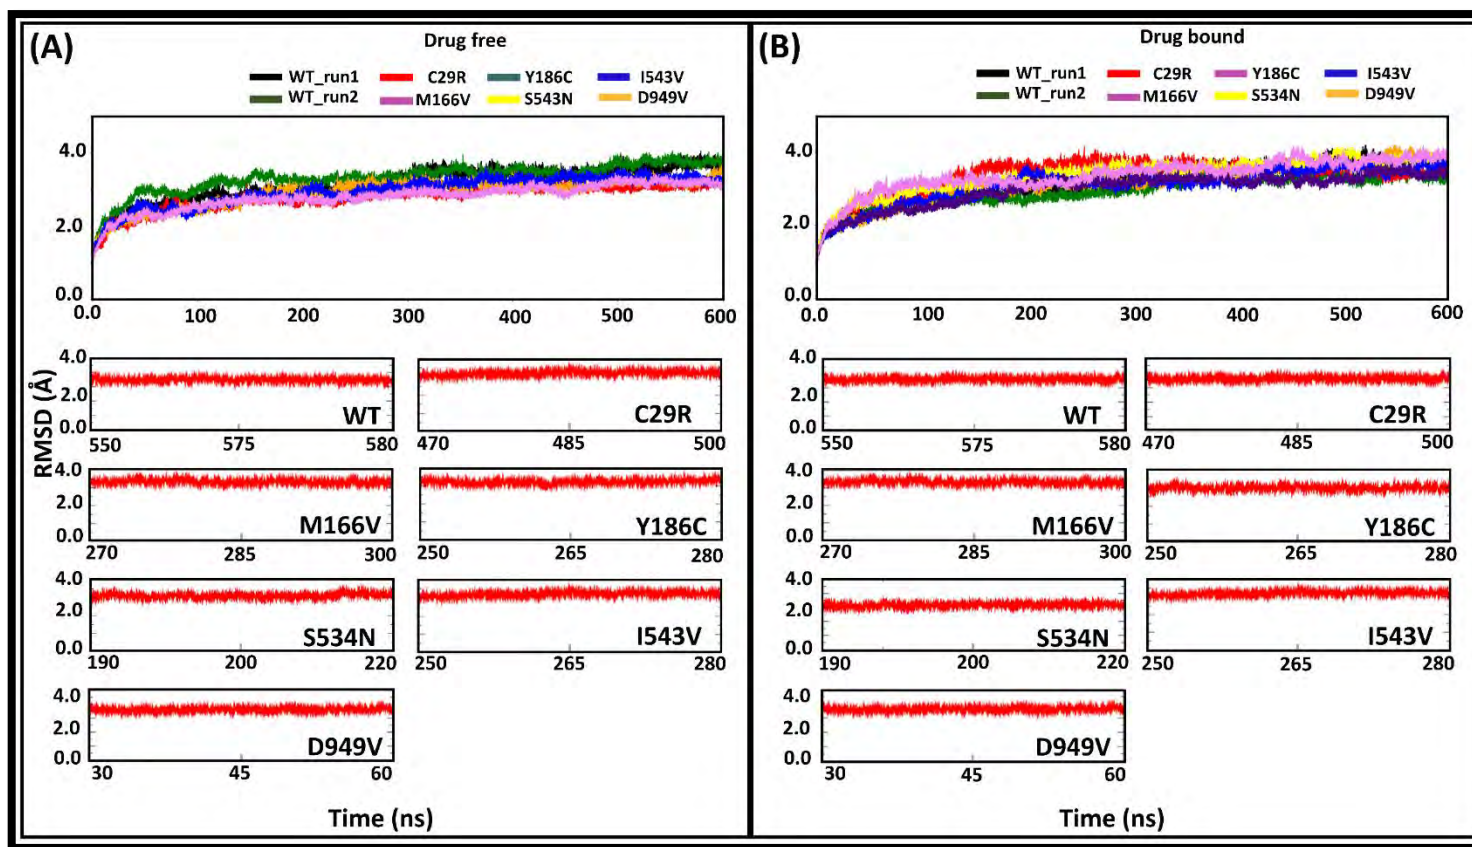 (A)
Drug free
WT_run1 C29R Y186C I543V
WT_run2 M166V S543N D949V
4.0
2.0
0.0
0.0 100 200 300 400 500 600
RMSD (Å)
4.0
2.0
0.0
WT
550 575 580
C29R
470 485 500
4.0
2.0
0.0
M166V
270 285 300
Y186C
250 265 280
4.0
2.0
0.0
S534N
190 200 220
I543V
250 265 280
4.0
2.0
0.0
D949V
30 45 60
Time (ns)
(B)
Drug bound
WT_run1 C29R Y186C I543V
WT_run2 M166V S534N D949V
4.0
2.0
0.0
0.0 100 200 300 400 500 600
4.0
2.0
0.0
WT
550 575 580
C29R
470 485 500
4.0
2.0
0.0
M166V
270 285 300
Y186C
250 265 280
4.0
2.0
0.0
S534N
190 200 220
I543V
250 265 280
4.0
2.0
0.0
D949V
30 45 60
Time (ns)